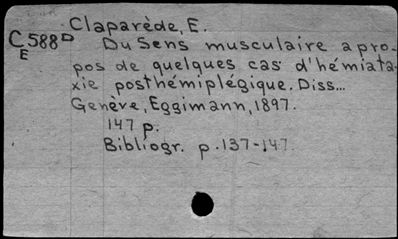 Claparède, E.
C588D Du Sens musculaire a pro-
E pos de quelques cas d'hémiata-
xie posthémiplégique. Diss...
Genève, Eggimann, 1897.
147 p.
Bibliogr. p. 137-147.